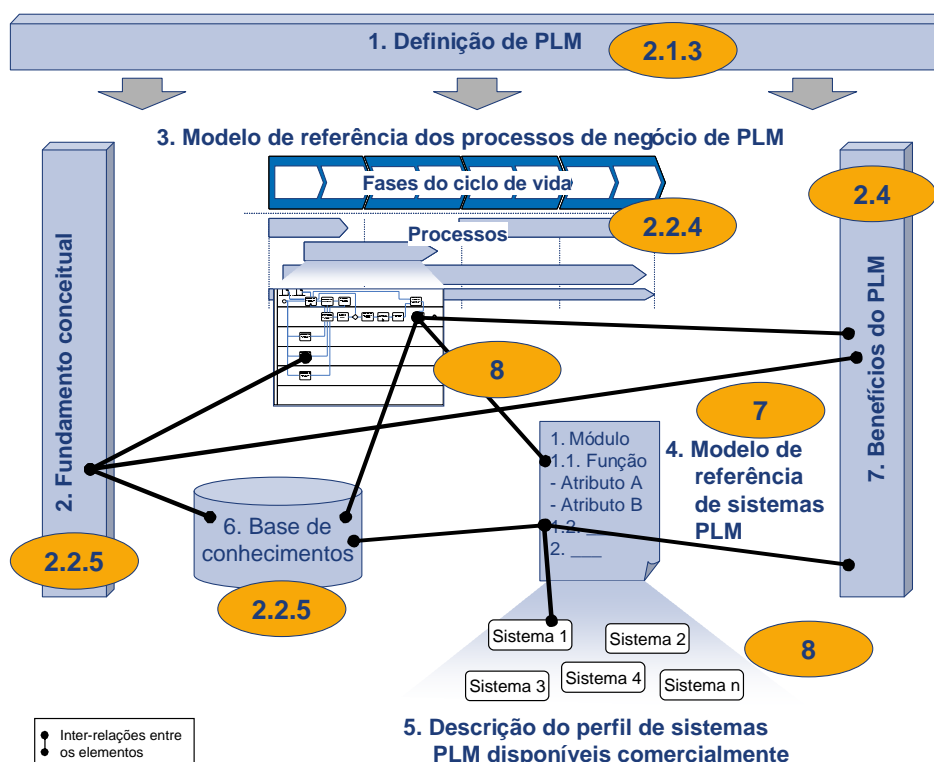 1. Definição de PLM
2.1.3
3. Modelo de referência dos processos de negócio de PLM
Fases do ciclo de vida
2.4
2.2.4
Processos
2. Fundamento conceitual
7. Benefícios do PLM
8
7
1. Módulo
1.1. Função
- Atributo A
- Atributo B
1.2. __
2. ___
4. Modelo de
referência
de sistemas
PLM
6. Base de
conhecimentos
2.2.5
2.2.5
Sistema 1
Sistema 2
8
Sistema 3
Sistema 4
Sistema n
5. Descrição do perfil de sistemas
PLM disponíveis comercialmente
Inter-relações entre
os elementos